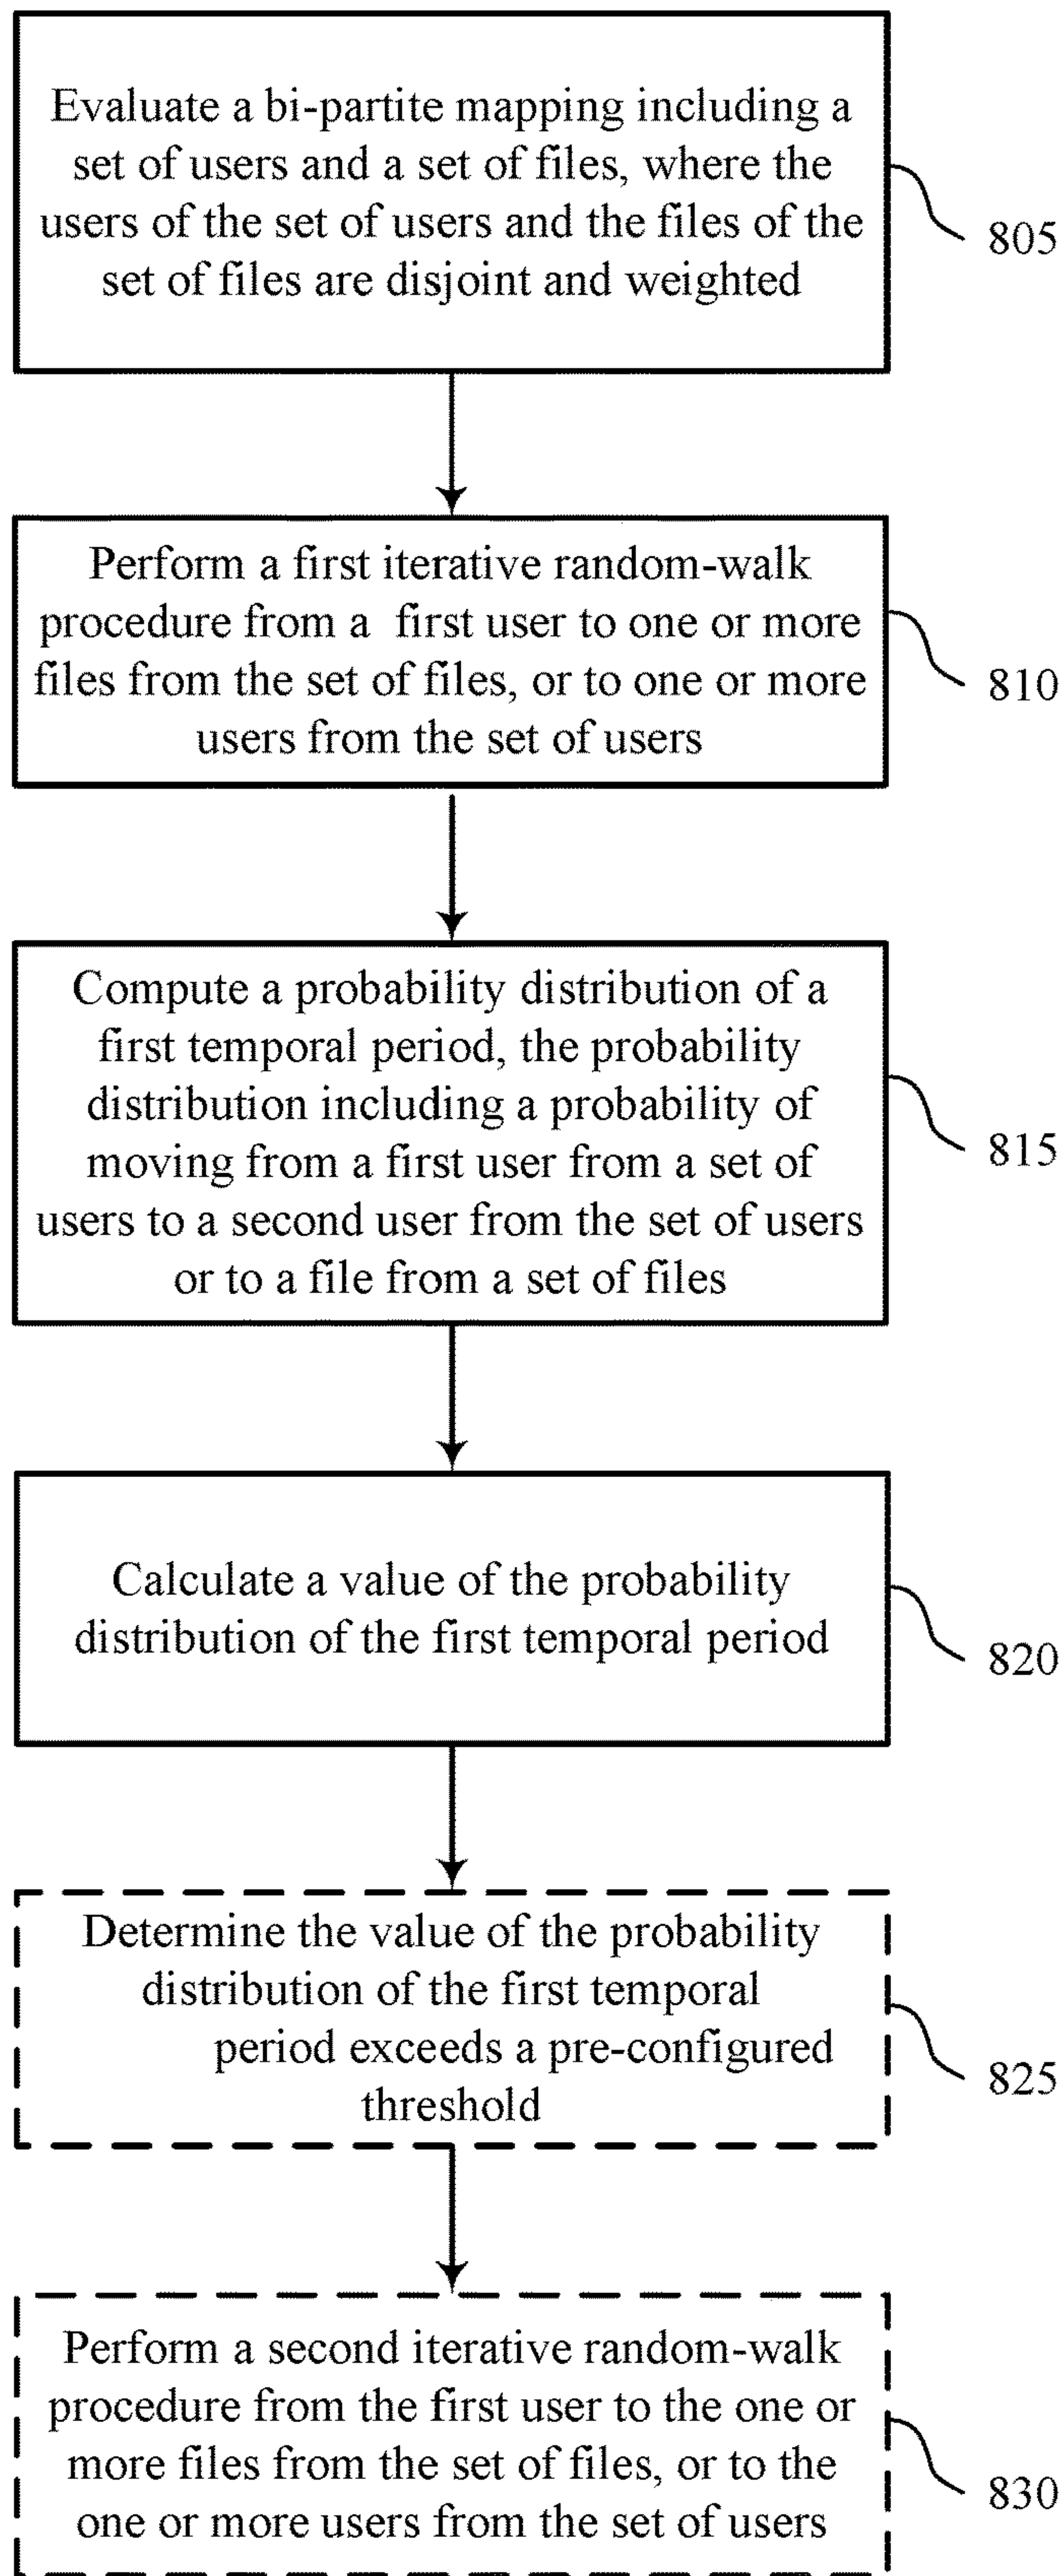 Evaluate a bi-partite mapping including a
set of users and a set of files, where the
users of the set of users and the files of the
set of files are disjoint and weighted
805
Perform a first iterative random-walk
procedure from a first user to one or more
files from the set of files, or to one or more
users from the set of users
810
Compute a probability distribution of a
first temporal period, the probability
distribution including a probability of
moving from a first user from a set of
users to a second user from the set of users
or to a file from a set of files
815
Calculate a value of the probability
distribution of the first temporal period
820
Determine the value of the probability
distribution of the first temporal
period exceeds a pre-configured
threshold
825
Perform a second iterative random-walk
procedure from the first user to the one or
more files from the set of files, or to the
one or more users from the set of users
830